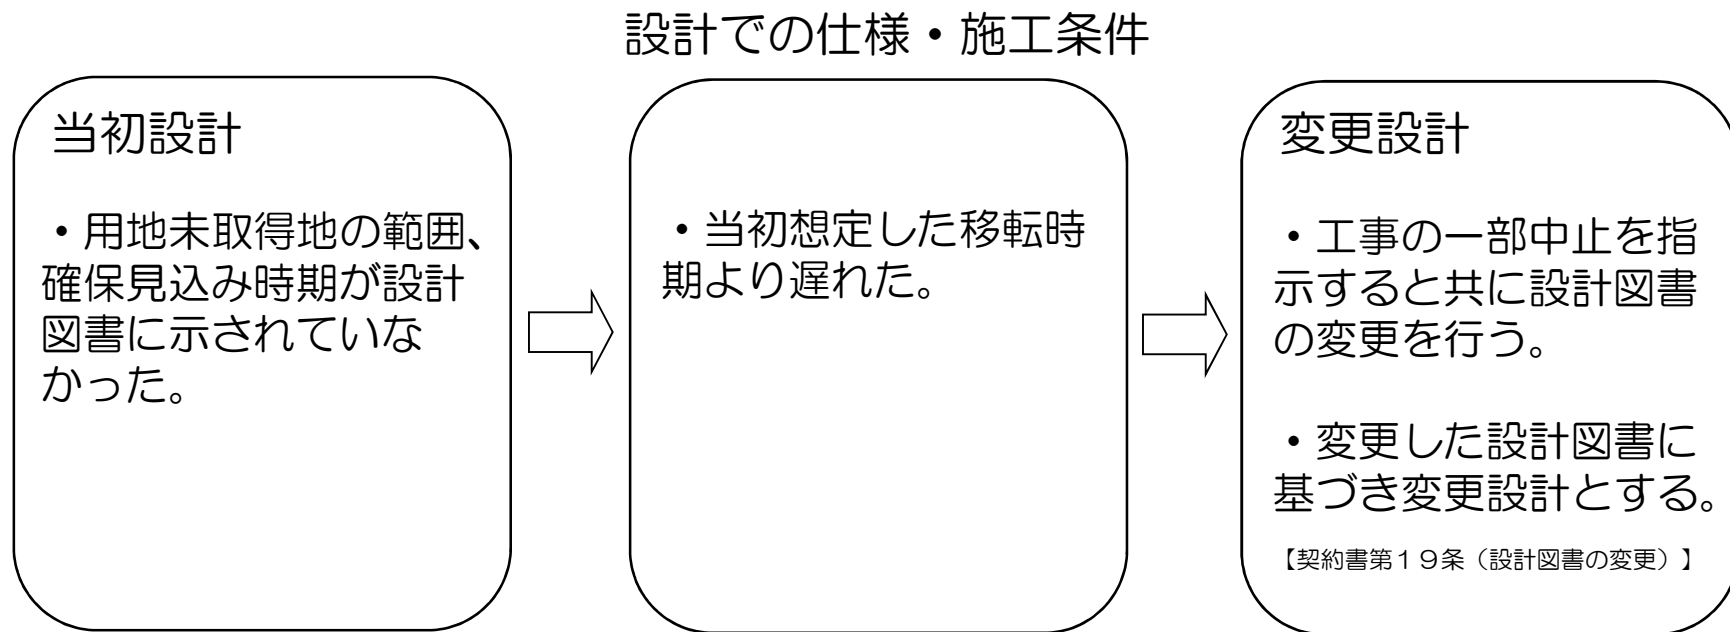 設計での仕様・施工条件
当初設計
・用地未取得地の範囲、
確保見込み時期が設計
図書に示されていな
かった。
・当初想定した移転時
期より遅れた。
変更設計
・工事の一部中止を指
示すると共に設計図書
の変更を行う。
・変更した設計図書に
基づき変更設計とする。
【契約書第１９条（設計図書の変更）】